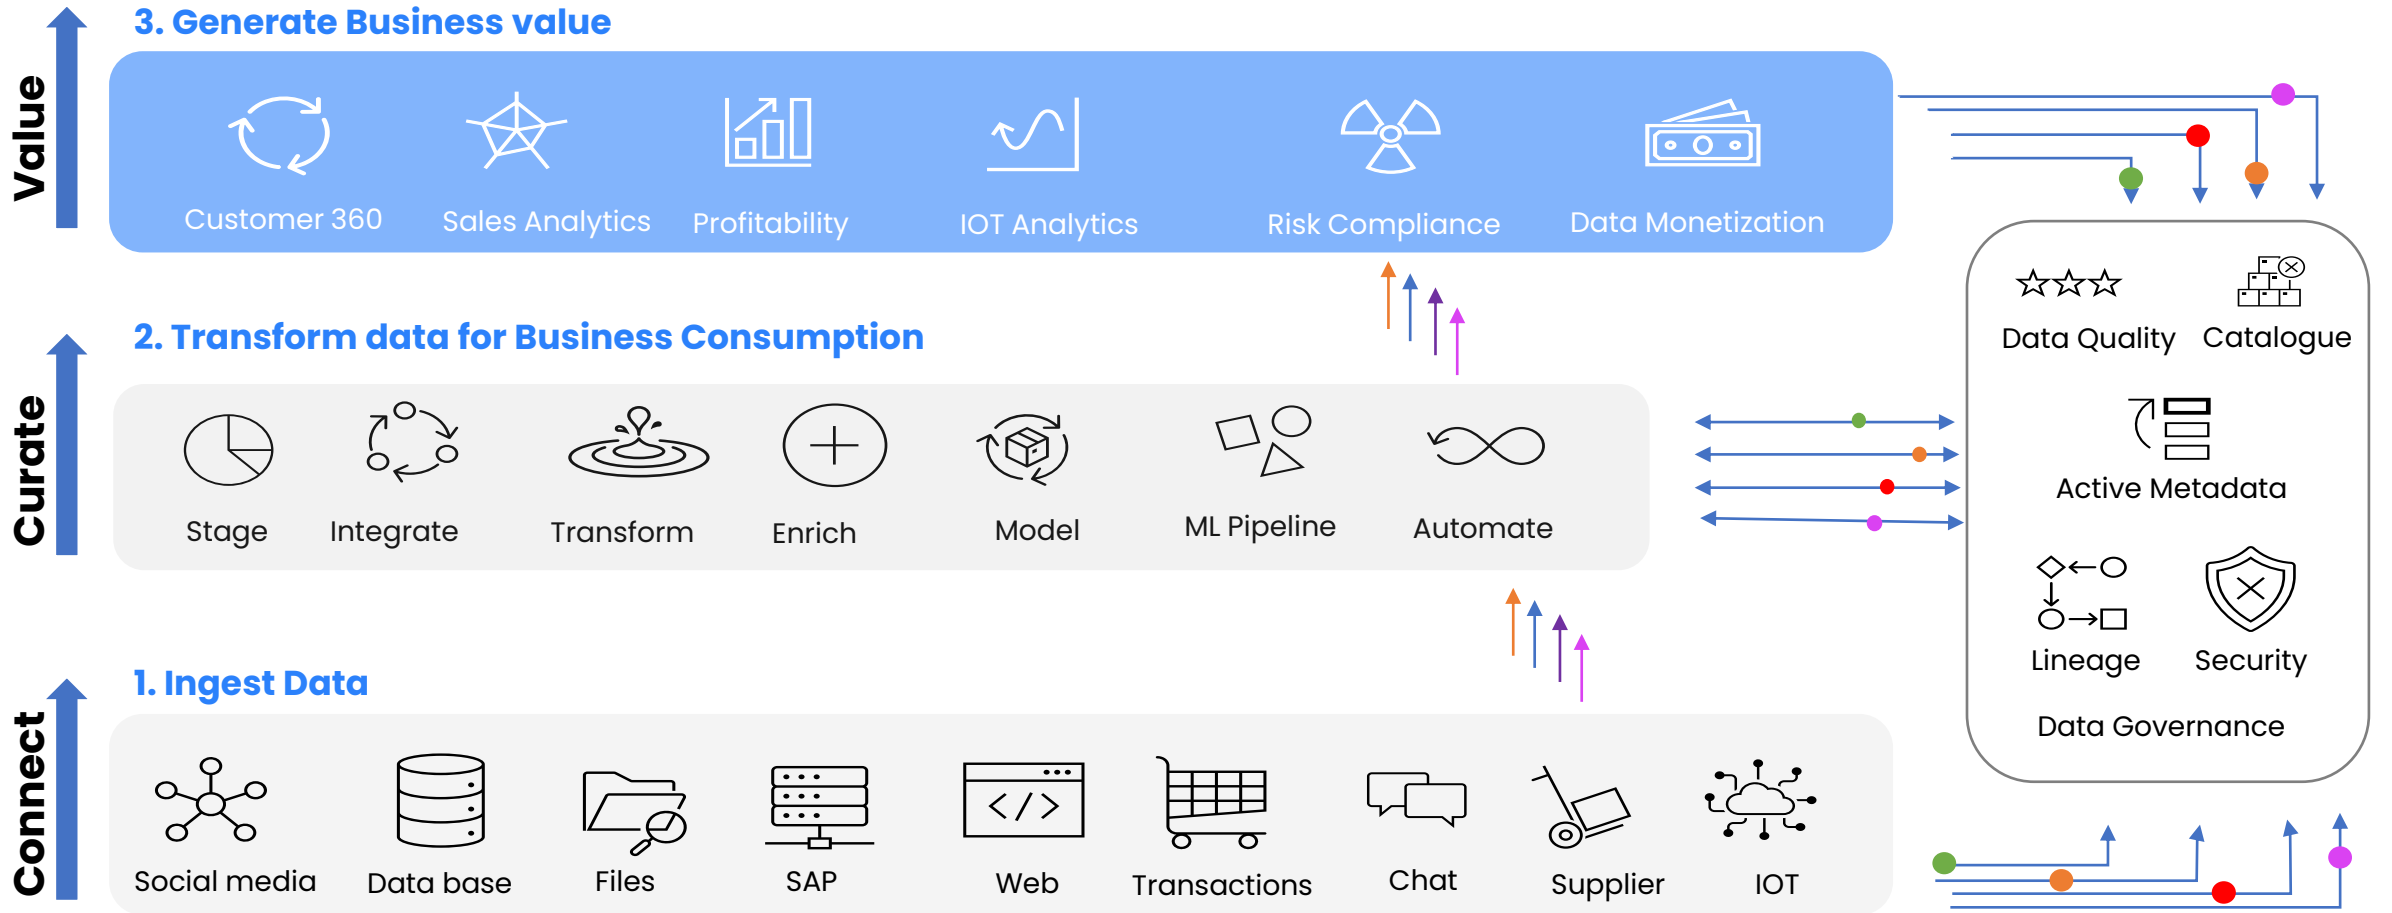 Value
3. Generate Business value
Customer 360
Sales Analytics
Profitability
IOT Analytics
Risk Compliance
Data Monetization
Curate
2. Transform data for Business Consumption
Stage
Integrate
Transform
Enrich
Model
ML Pipeline
Automate
Connect
1. Ingest Data
Social media
Data base
Files
SAP
Web
Transactions
Chat
Supplier
IOT
Data Quality
Catalogue
Active Metadata
Lineage
Security
Data Governance